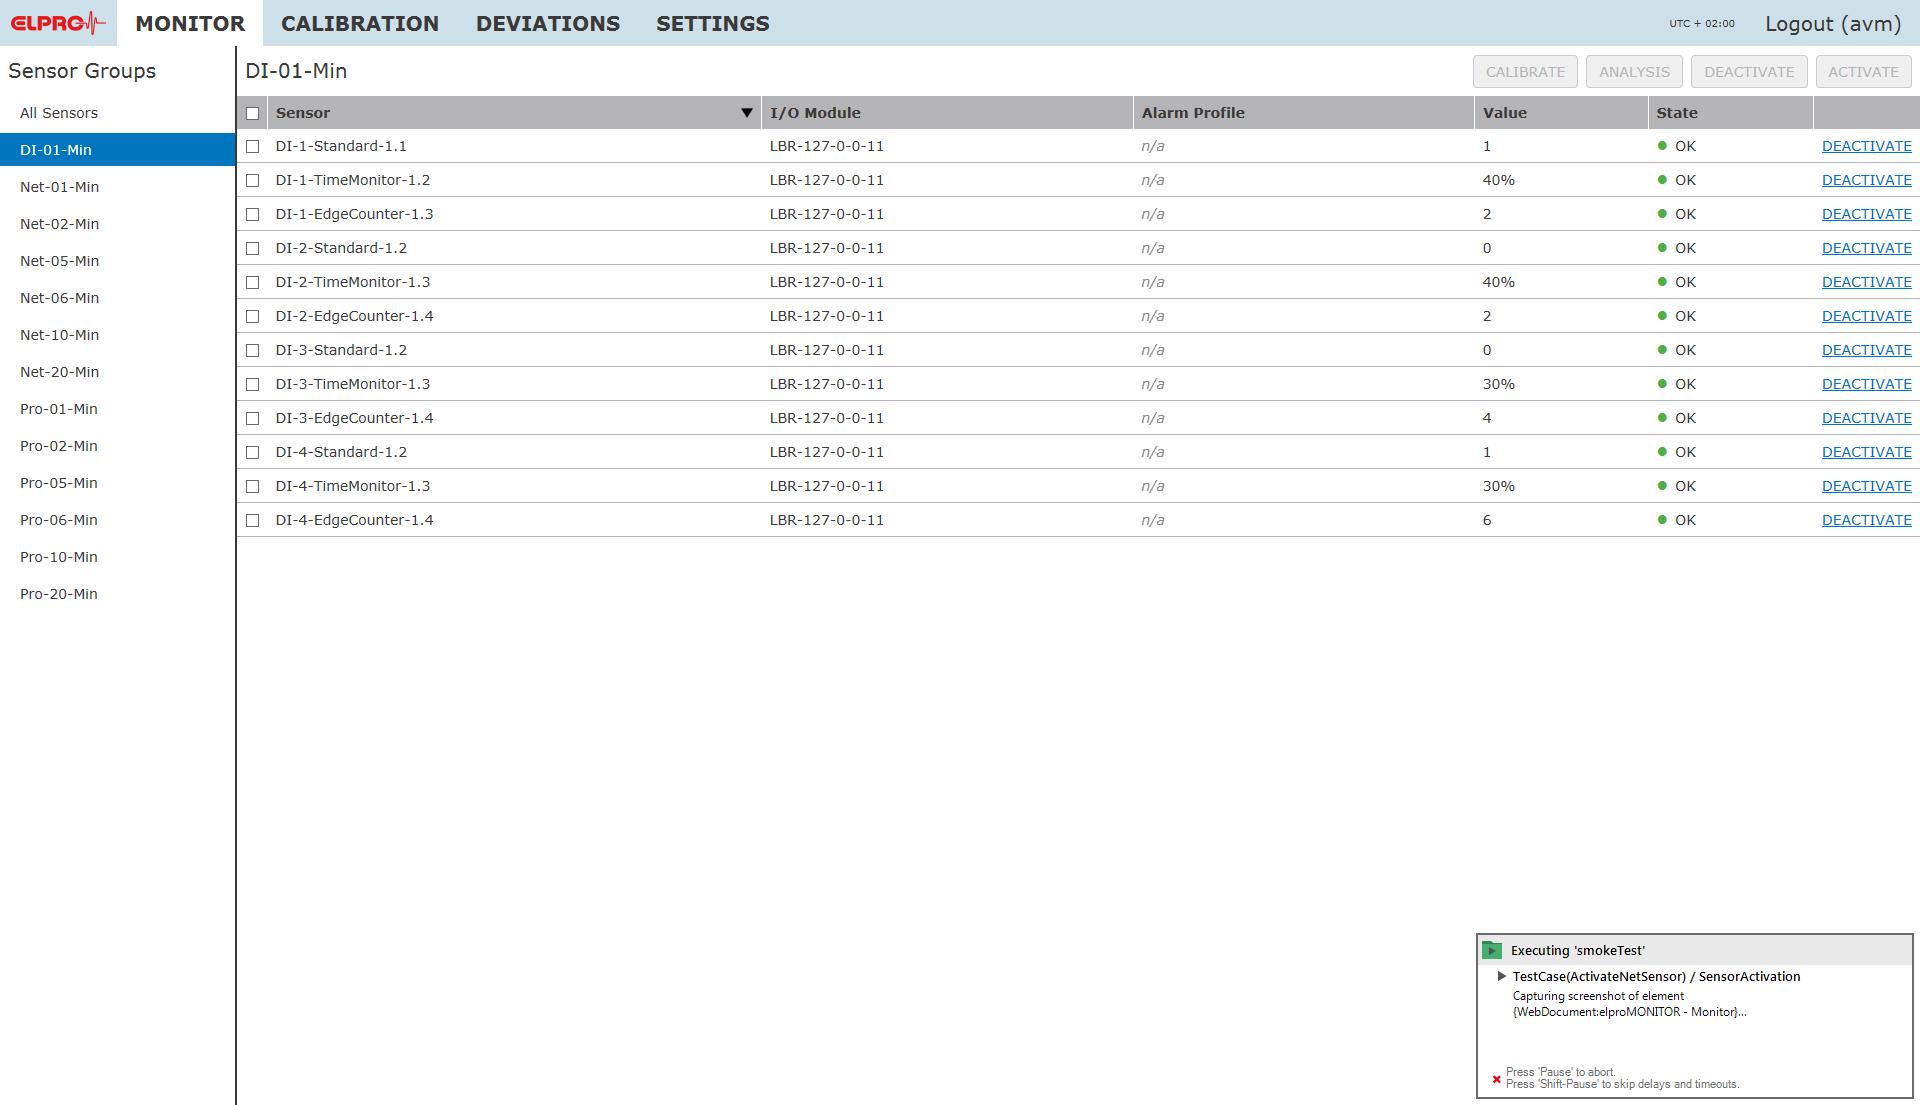 ELPRO MONITOR CALIBRATION DEVIATIONS SETTINGS UTC + 02:00 Logout (avm)
Sensor Groups
All Sensors
DI-01-Min
Net-01-Min
Net-02-Min
Net-05-Min
Net-06-Min
Net-10-Min
Net-20-Min
Pro-01-Min
Pro-02-Min
Pro-05-Min
Pro-06-Min
Pro-10-Min
Pro-20-Min
DI-01-Min CALIBRATE ANALYSIS DEACTIVATE ACTIVATE
Sensor I/O Module Alarm Profile Value State
DI-1-Standard-1.1 LBR-127-0-0-11 n/a 1 OK DEACTIVATE
DI-1-TimeMonitor-1.2 LBR-127-0-0-11 n/a 40% OK DEACTIVATE
DI-1-EdgeCounter-1.3 LBR-127-0-0-11 n/a 2 OK DEACTIVATE
DI-2-Standard-1.2 LBR-127-0-0-11 n/a 0 OK DEACTIVATE
DI-2-TimeMonitor-1.3 LBR-127-0-0-11 n/a 40% OK DEACTIVATE
DI-2-EdgeCounter-1.4 LBR-127-0-0-11 n/a 2 OK DEACTIVATE
DI-3-Standard-1.2 LBR-127-0-0-11 n/a 0 OK DEACTIVATE
DI-3-TimeMonitor-1.3 LBR-127-0-0-11 n/a 30% OK DEACTIVATE
DI-3-EdgeCounter-1.4 LBR-127-0-0-11 n/a 4 OK DEACTIVATE
DI-4-Standard-1.2 LBR-127-0-0-11 n/a 1 OK DEACTIVATE
DI-4-TimeMonitor-1.3 LBR-127-0-0-11 n/a 30% OK DEACTIVATE
DI-4-EdgeCounter-1.4 LBR-127-0-0-11 n/a 6 OK DEACTIVATE
Executing 'smokeTest'
TestCase(ActivateNetSensor) / SensorActivation
Capturing screenshot of element
{WebDocument:elproMONITOR - Monitor}...
Press 'Pause' to abort.
Press 'Shift-Pause' to skip delays and timeouts.